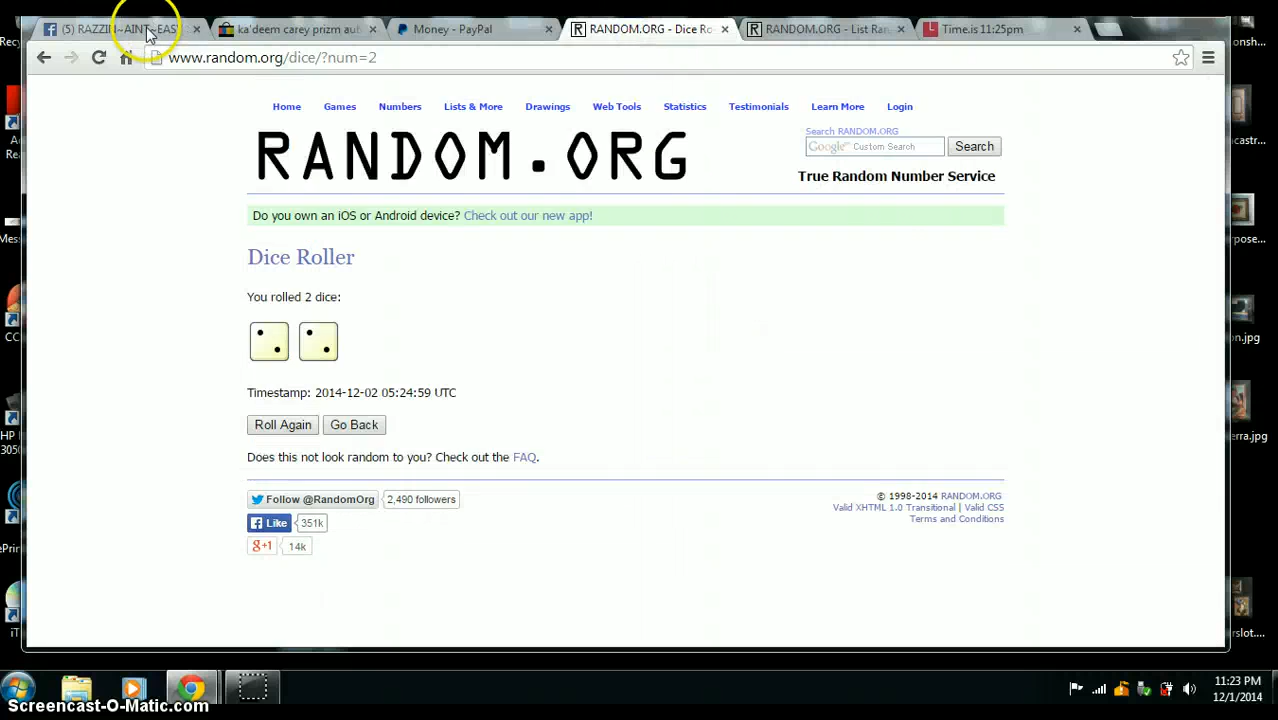 (5) RAZZIN~AINT~EAS
ka'deem carey prizm aut
Money - PayPal
RANDOM.ORG - Dice Ro
RANDOM.ORG - List Ran
Time.is 11:25pm
www.random.org/dice/?num=2
Home Games Numbers Lists & More Drawings Web Tools Statistics Testimonials Learn More Login
RANDOM.ORG
Search RANDOM.ORG
Google™ Custom Search Search
True Random Number Service
Do you own an iOS or Android device? Check out our new app!
Dice Roller
You rolled 2 dice:
Timestamp: 2014-12-02 05:24:59 UTC
Roll Again Go Back
Does this not look random to you? Check out the FAQ.
Follow @RandomOrg 2,490 followers
Like 351k
g+1 14k
© 1998-2014 RANDOM.ORG
Valid XHTML 1.0 Transitional | Valid CSS
Terms and Conditions
11:23 PM
12/1/2014
Screencast-O-Matic.com